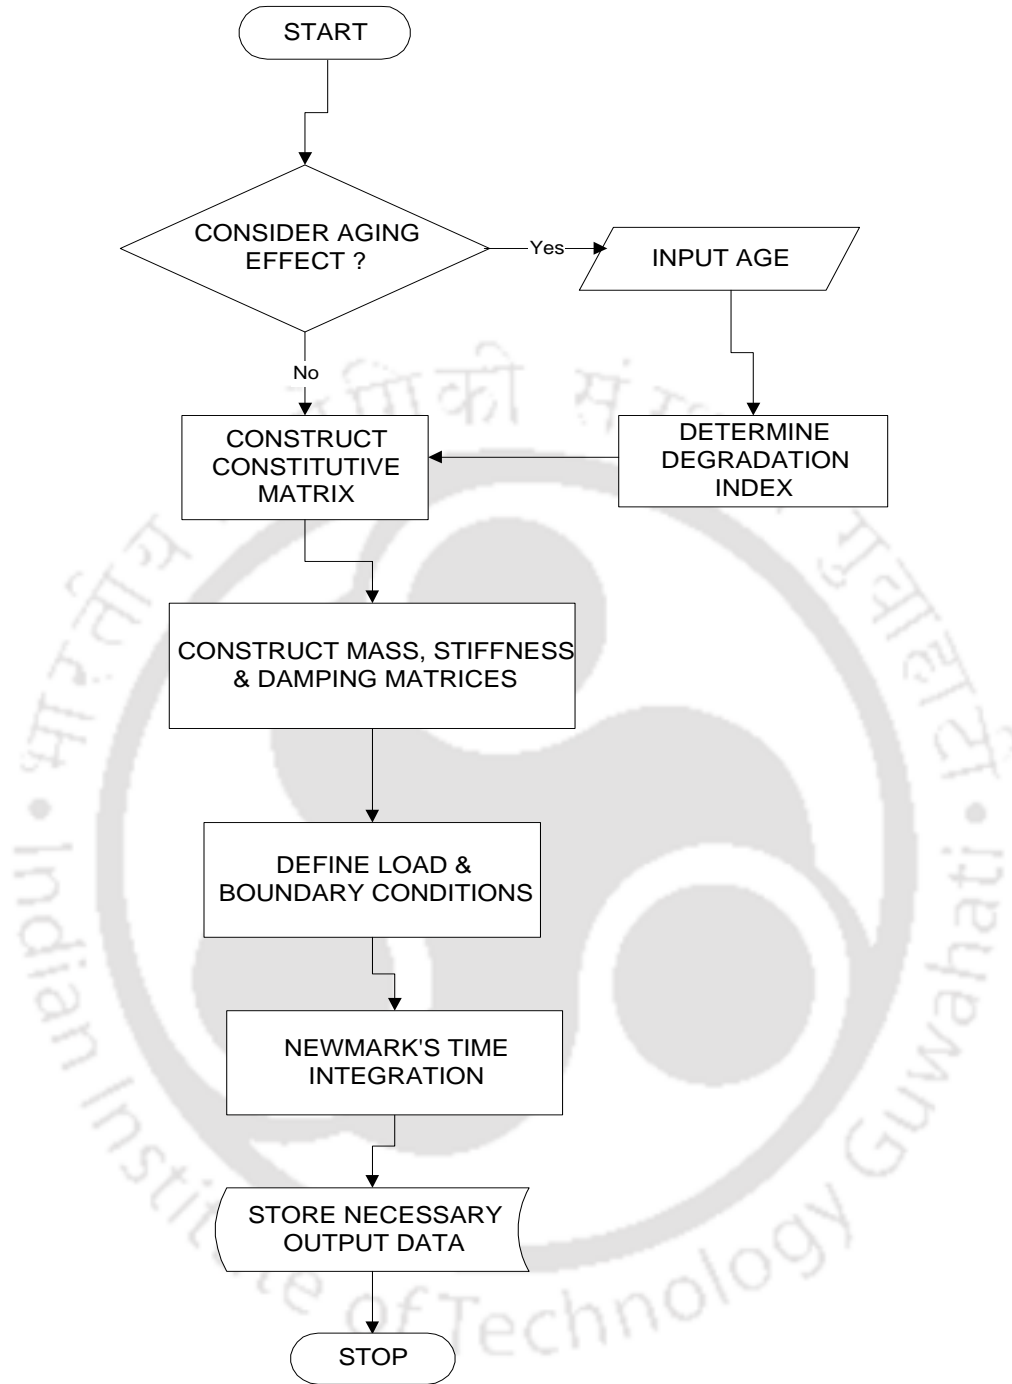 START
CONSIDER AGING
EFFECT ?
Yes
INPUT AGE
No
CONSTRUCT
CONSTITUTIVE
MATRIX
DETERMINE
DEGRADATION
INDEX
CONSTRUCT MASS, STIFFNESS
& DAMPING MATRICES
DEFINE LOAD &
BOUNDARY CONDITIONS
NEWMARK'S TIME
INTEGRATION
STORE NECESSARY
OUTPUT DATA
STOP
Indian Institute of Technology Guwahati
भारतीय
गुवाहाटी